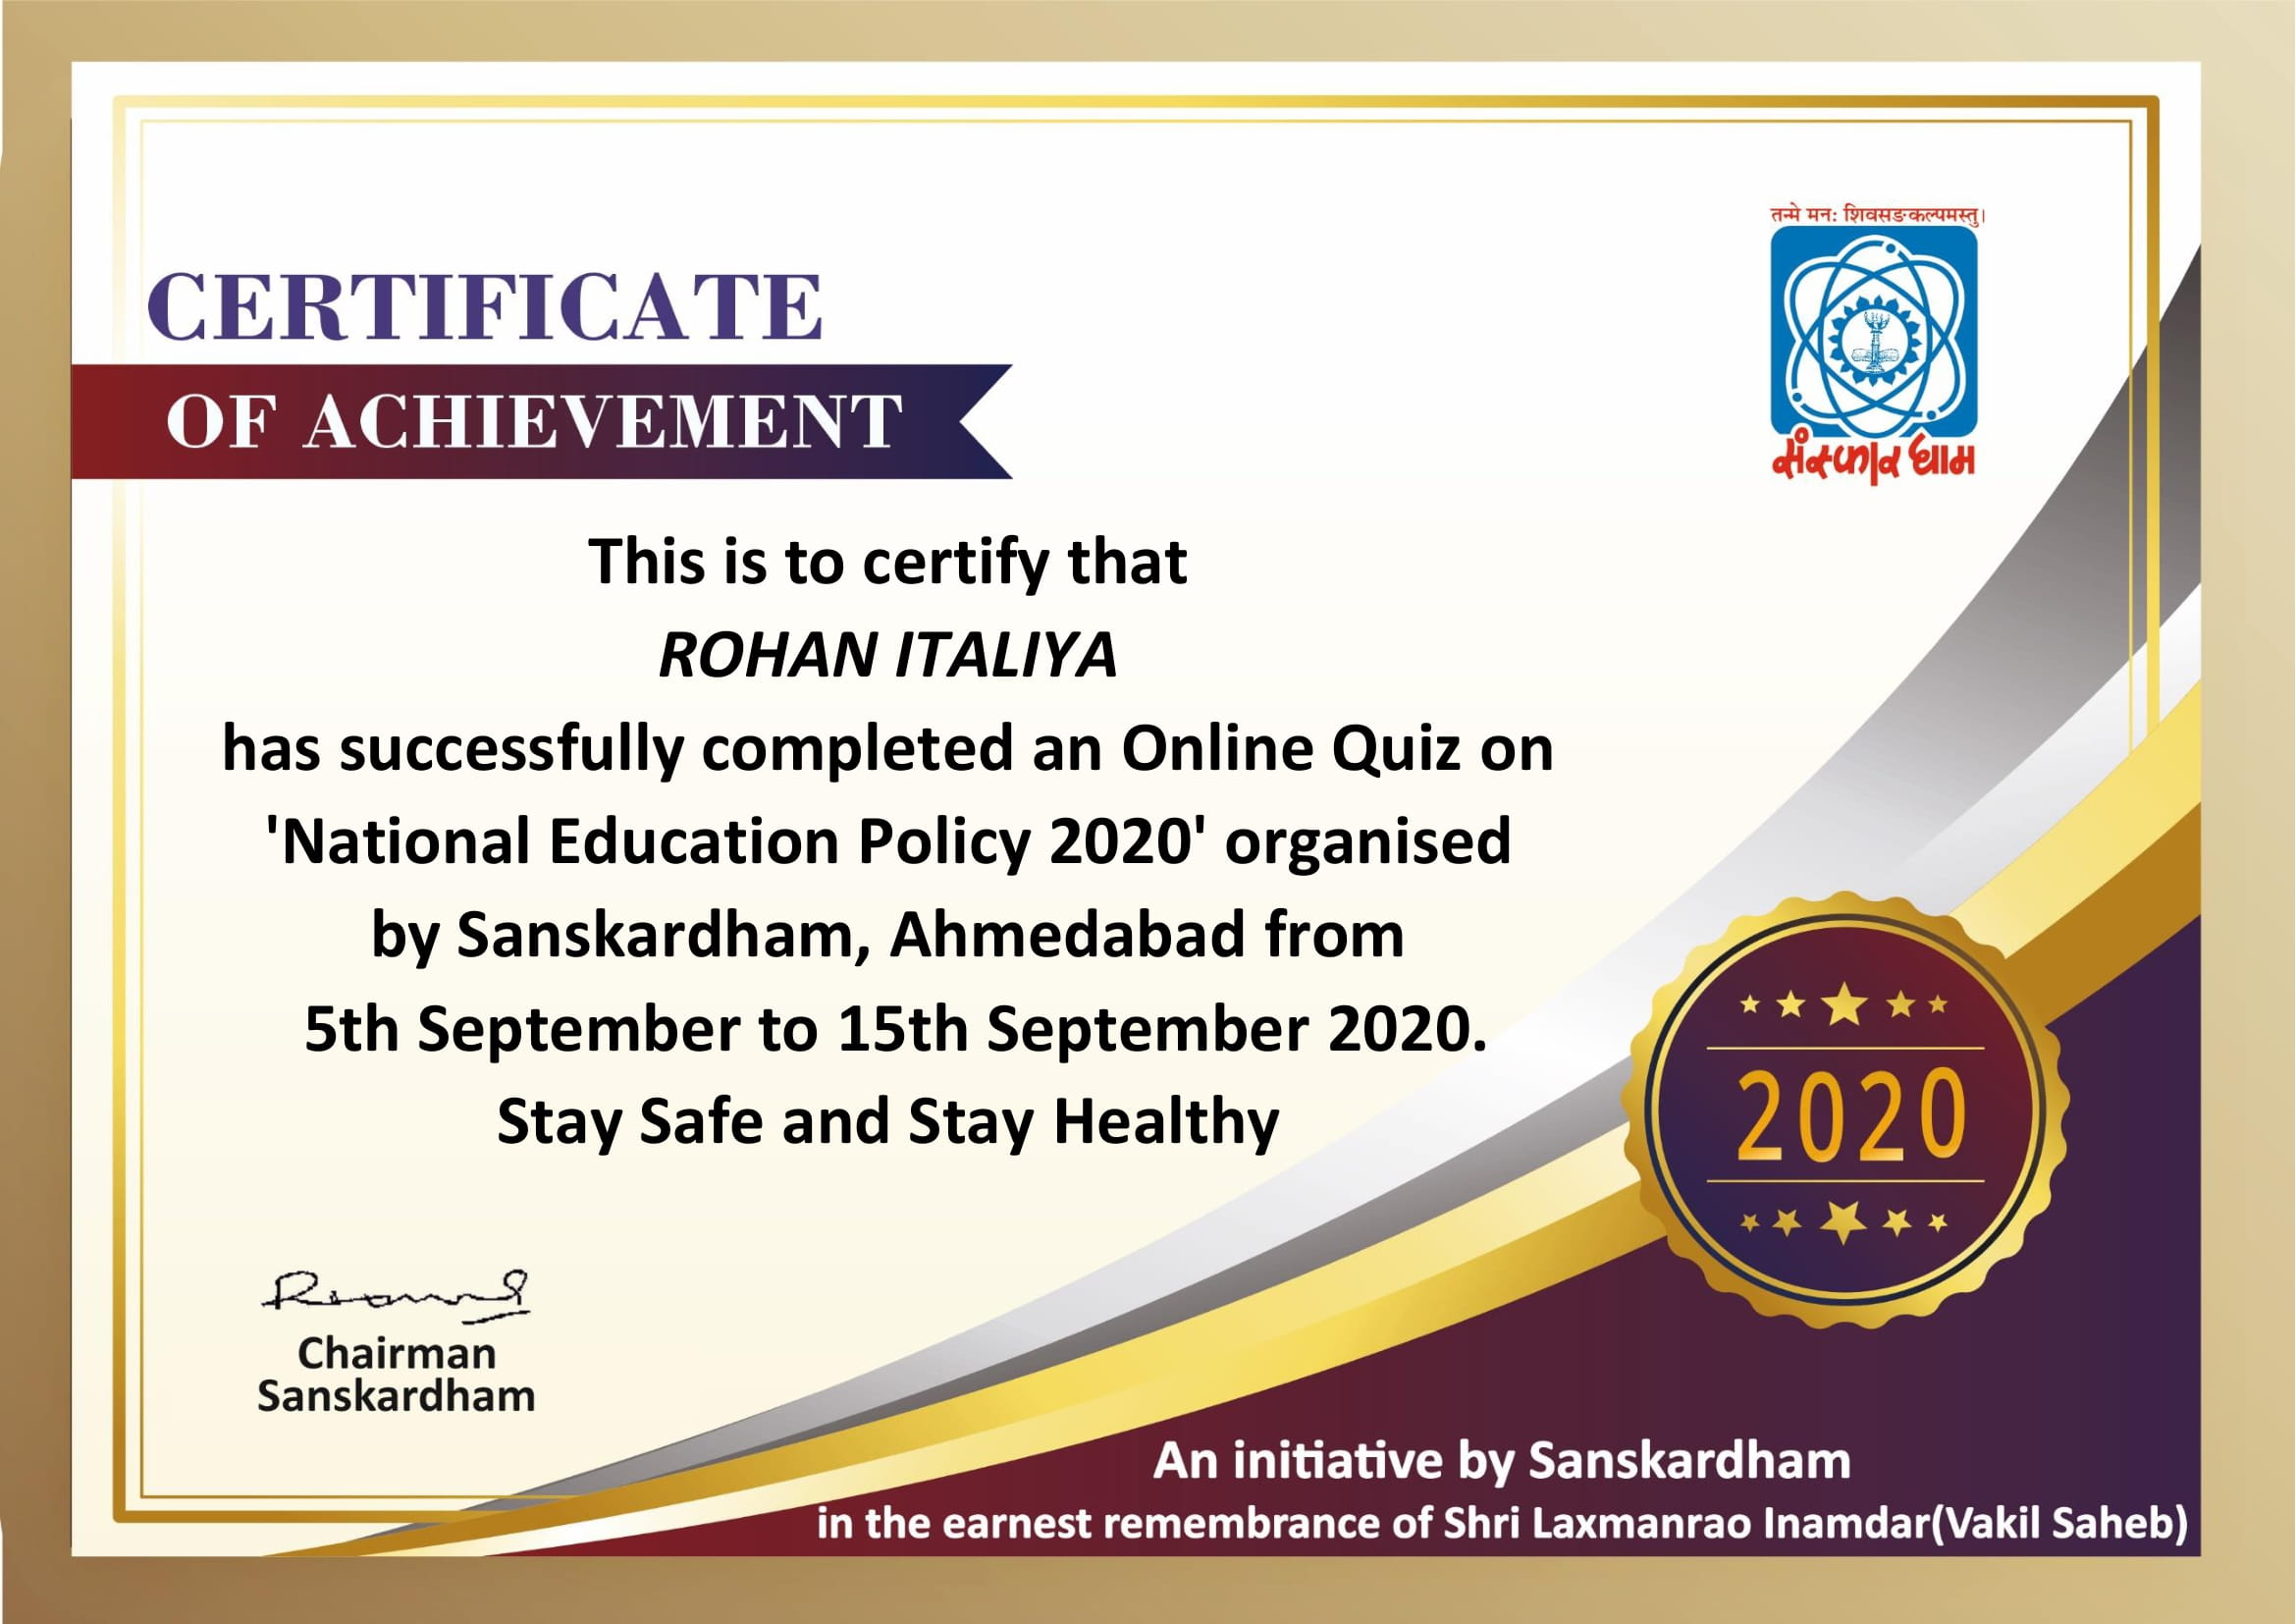 तन्मे मन: शिवसङ्कल्पमस्तु।
संस्कार धाम
CERTIFICATE
OF ACHIEVEMENT
This is to certify that
ROHAN ITALIYA
has successfully completed an Online Quiz on
'National Education Policy 2020' organised
by Sanskardham, Ahmedabad from
5th September to 15th September 2020.
Stay Safe and Stay Healthy
2020
Chairman
Sanskardham
An initiative by Sanskardham
in the earnest remembrance of Shri Laxmanrao Inamdar(Vakil Saheb)